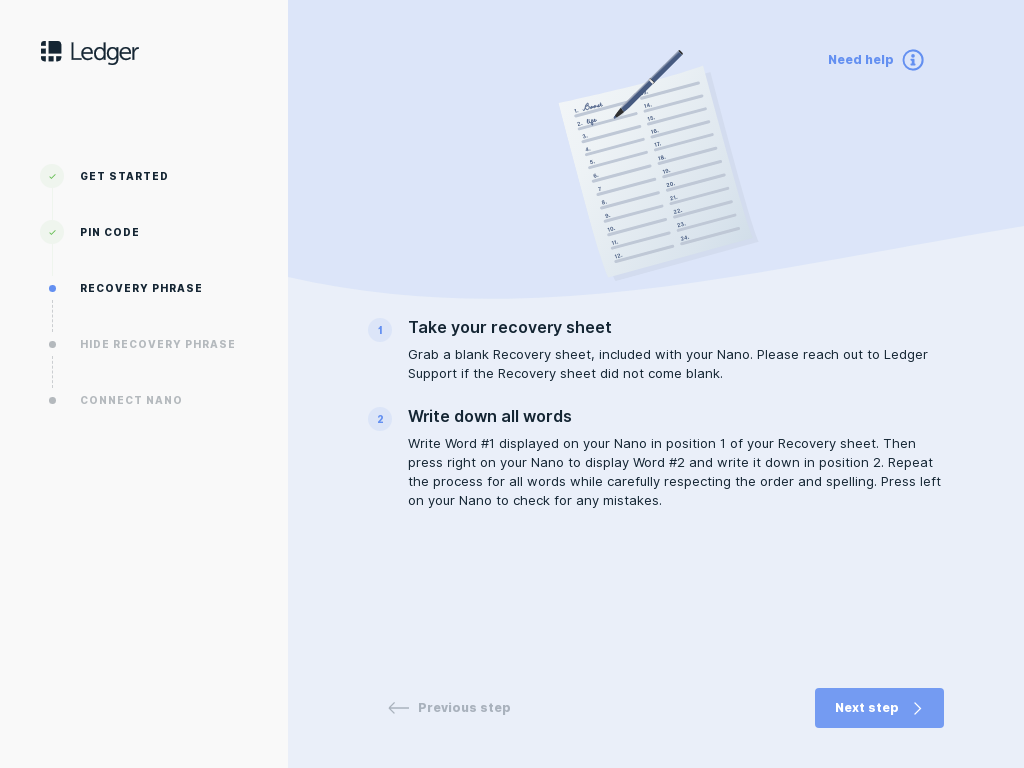 Ledger
Need help
GET STARTED
PIN CODE
RECOVERY PHRASE
HIDE RECOVERY PHRASE
CONNECT NANO
1.
2.
3.
4.
5.
6.
7
8.
9.
10.
11.
12.
14.
15.
16.
17.
18.
19.
20.
21.
22.
23.
24.
1
Take your recovery sheet
Grab a blank Recovery sheet, included with your Nano. Please reach out to Ledger
Support if the Recovery sheet did not come blank.
2
Write down all words
Write Word #1 displayed on your Nano in position 1 of your Recovery sheet. Then
press right on your Nano to display Word #2 and write it down in position 2. Repeat
the process for all words while carefully respecting the order and spelling. Press left
on your Nano to check for any mistakes.
Previous step
Next step